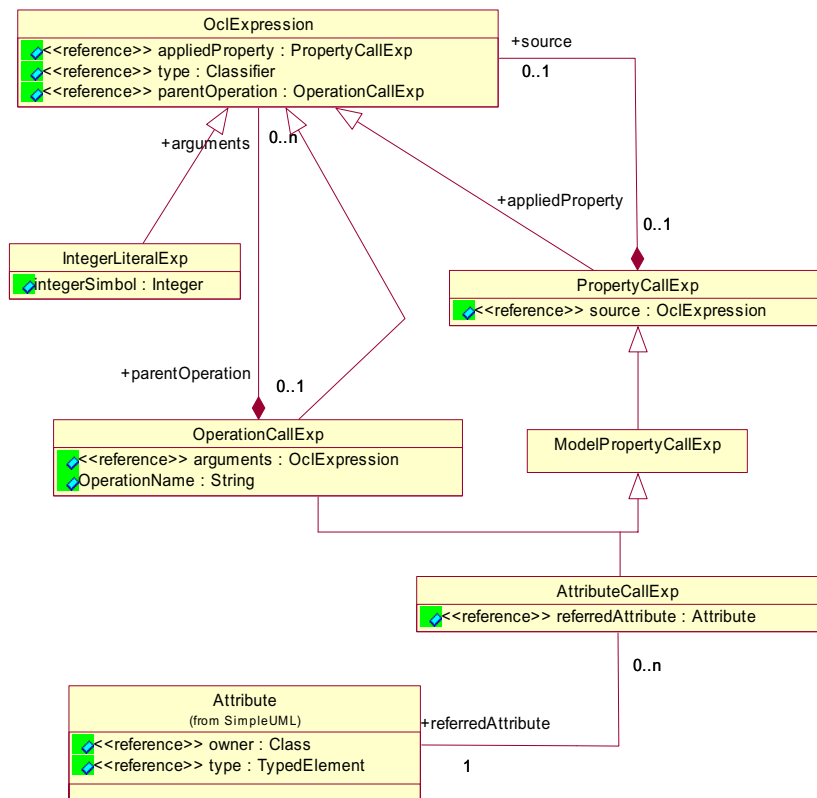 OclExpression
<<reference>> appliedProperty : PropertyCallExp
<<reference>> type : Classifier
<<reference>> parentOperation : OperationCallExp
+source
0..1
+arguments
0..n
+appliedProperty
0..1
IntegerLiteralExp
integerSimbol : Integer
PropertyCallExp
<<reference>> source : OclExpression
+parentOperation
0..1
OperationCallExp
<<reference>> arguments : OclExpression
OperationName : String
ModelPropertyCallExp
AttributeCallExp
<<reference>> referredAttribute : Attribute
0..n
Attribute
(from SimpleUML)
<<reference>> owner : Class
<<reference>> type : TypedElement
+referredAttribute
1